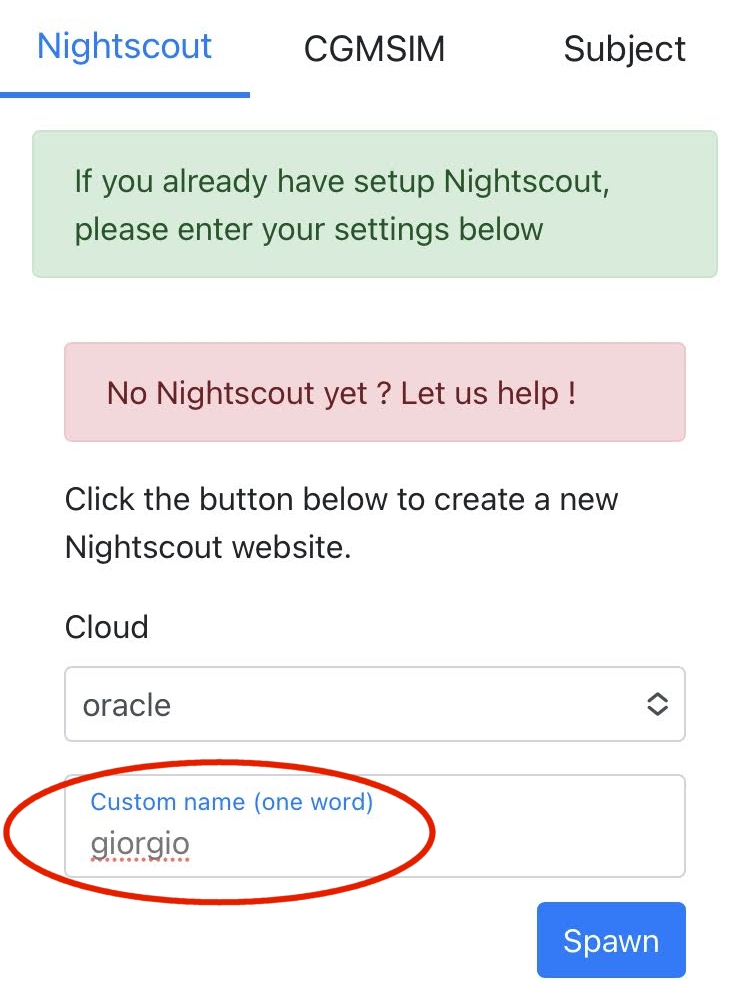 Nightscout CGMSIM Subject
If you already have setup Nightscout,
please enter your settings below
No Nightscout yet ? Let us help !
Click the button below to create a new
Nightscout website.
Cloud
oracle
Custom name (one word)
giorgio
Spawn